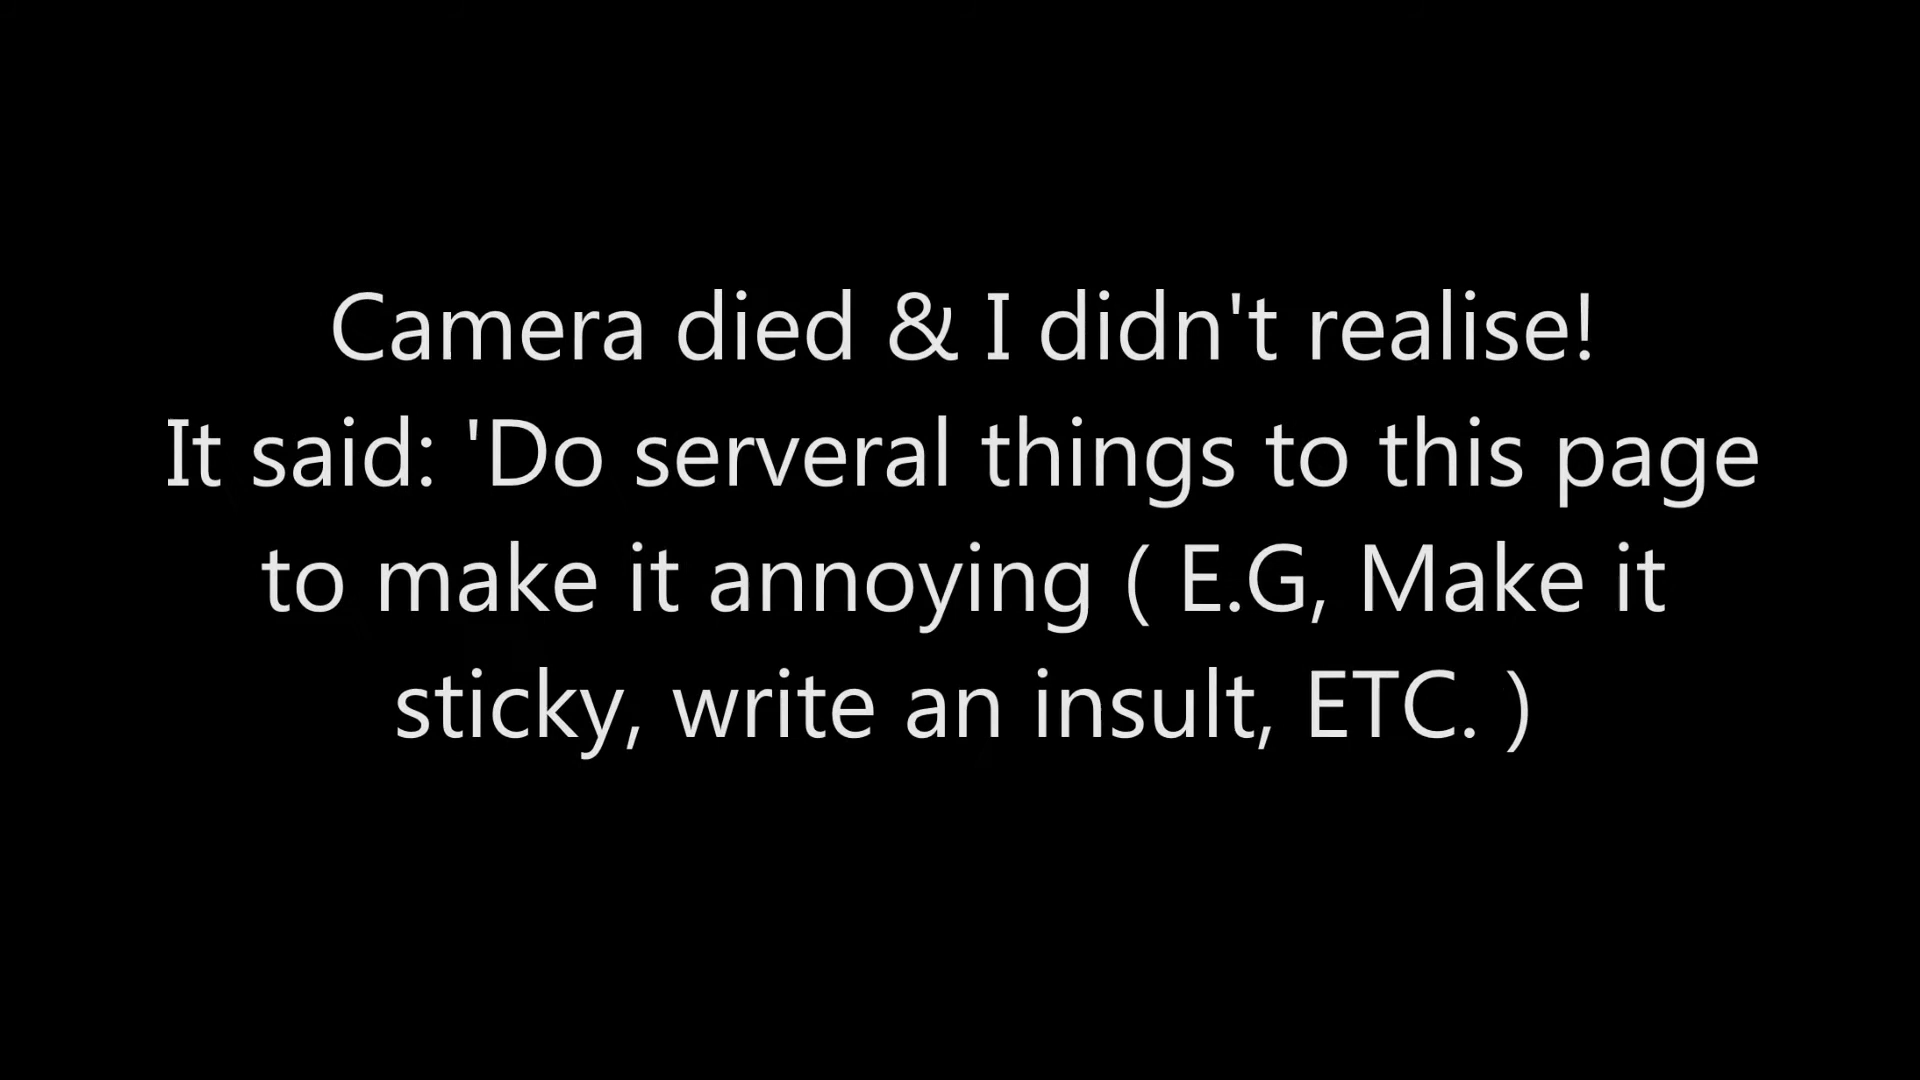 Camera died & I didn't realise!
It said: 'Do serveral things to this page
to make it annoying ( E.G, Make it
sticky, write an insult, ETC. )